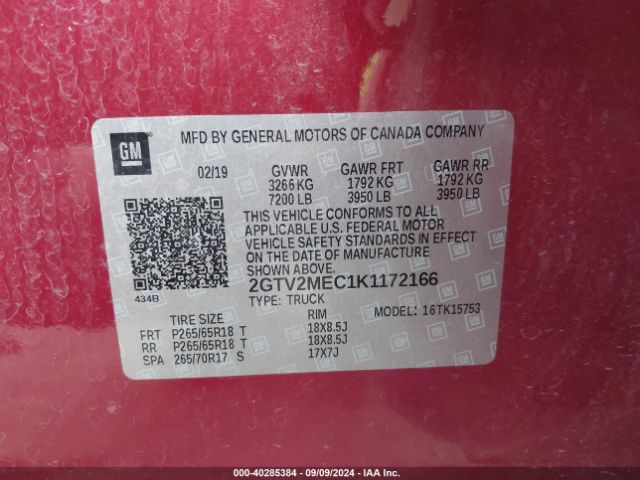 GM
MFD BY GENERAL MOTORS OF CANADA COMPANY
02/19 GVWR GAWR FRT GAWR RR
3266 KG 1792 KG 1792 KG
7200 LB 3950 LB 3950 LB
THIS VEHICLE CONFORMS TO ALL
APPLICABLE U.S. FEDERAL MOTOR
VEHICLE SAFETY STANDARDS IN EFFECT
ON THE DATE OF MANUFACTURE
SHOWN ABOVE.
2GTV2MEC1K1172166
434B
TYPE: TRUCK
MODEL: 16TK15753
TIRE SIZE RIM
FRT P265/65R18 T 18X8.5J
RR P265/65R18 T 18X8.5J
SPA 265/70R17 S 17X7J
000-40285384 - 09/09/2024 - IAA Inc.